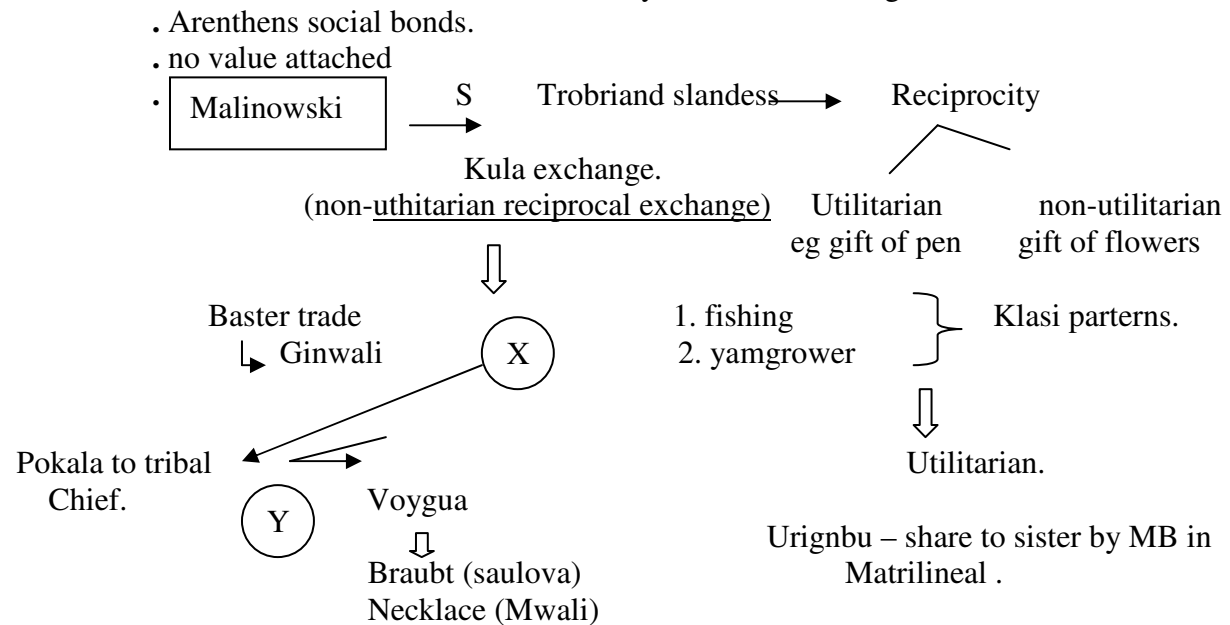 . Arenthens social bonds.
. no value attached
. Malinowski S Trobriand slandess Reciprocity
Kula exchange.
(non-uthitarian reciprocal exchange) Utilitarian non-utilitarian
eg gift of pen gift of flowers
Baster trade 1. fishing Klasi parterns.
Ginwali X 2. yamgrower
Pokala to tribal Utilitarian.
Chief. Y Voygua
Urignbu – share to sister by MB in
Matrilineal .
Braubt (saulova)
Necklace (Mwali)